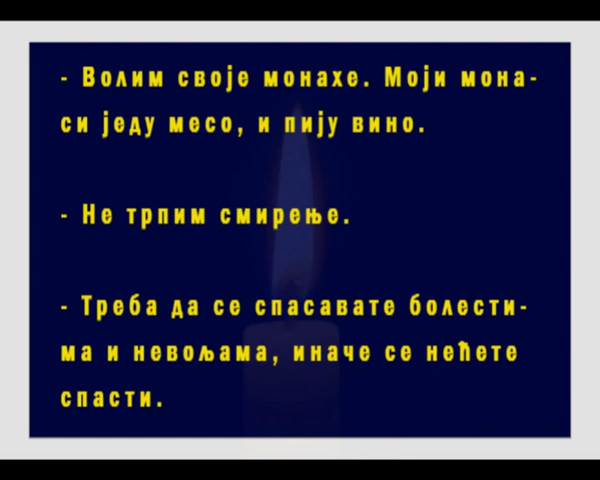 - Волим своје монахе. Моји мона-
си једу месо, и пију вино.
- Не трпим смирење.
- Треба да се спасавате болести-
ма и невољама, иначе се нећете
спасти.